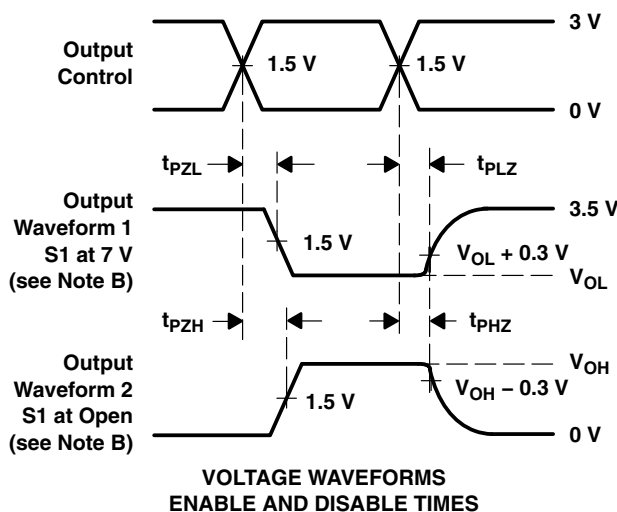 3 V
Output
Control
1.5 V
1.5 V
0 V
tPZL
tPLZ
Output
Waveform 1
S1 at 7 V
(see Note B)
3.5 V
1.5 V
VOL + 0.3 V
VOL
tPZH
tPHZ
Output
Waveform 2
S1 at Open
(see Note B)
VOH
VOH – 0.3 V
1.5 V
0 V
VOLTAGE WAVEFORMS
ENABLE AND DISABLE TIMES